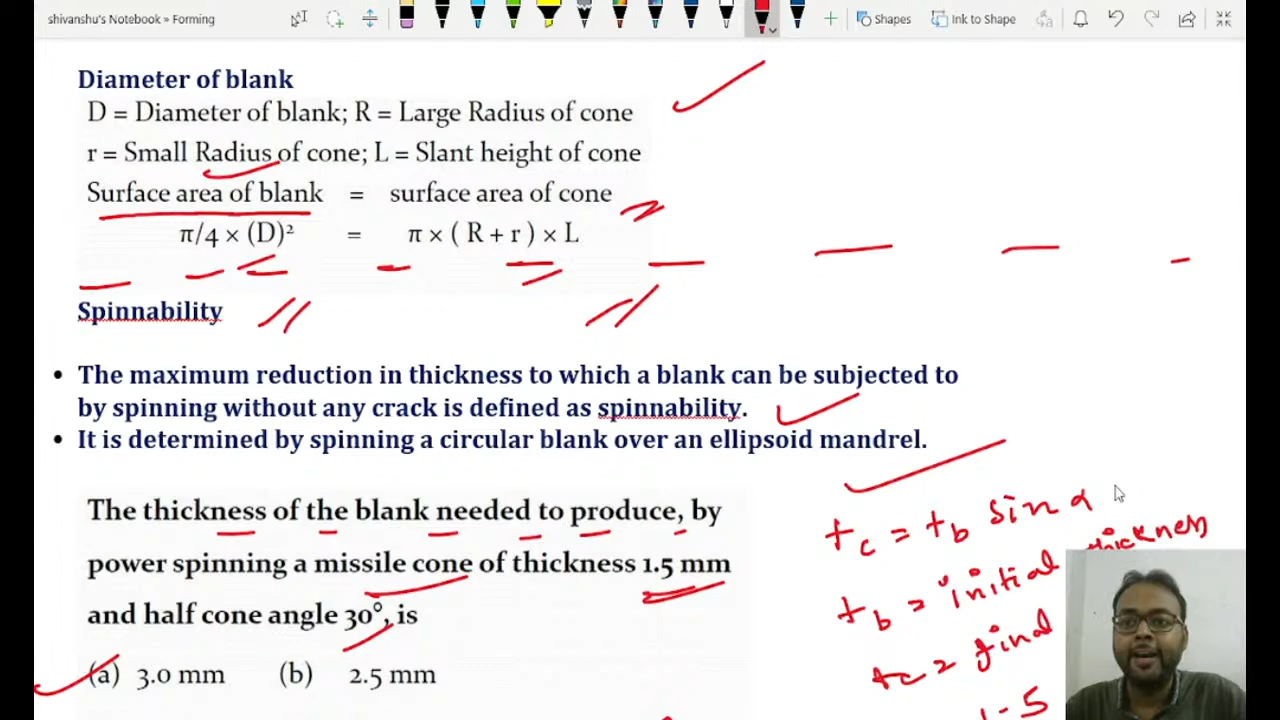 shivanshu's Notebook » Forming
Shapes
Ink to Shape
Diameter of blank
D = Diameter of blank; R = Large Radius of cone
r = Small Radius of cone; L = Slant height of cone
Surface area of blank = surface area of cone
π/4 × (D)² = π × ( R + r ) × L
Spinnability
• The maximum reduction in thickness to which a blank can be subjected to
by spinning without any crack is defined as spinnability.
• It is determined by spinning a circular blank over an ellipsoid mandrel.
The thickness of the blank needed to produce, by
power spinning a missile cone of thickness 1.5 mm
and half cone angle 30°, is
(a) 3.0 mm (b) 2.5 mm
tc = tb sin α
tb = initial thickness
tc = final
1.5